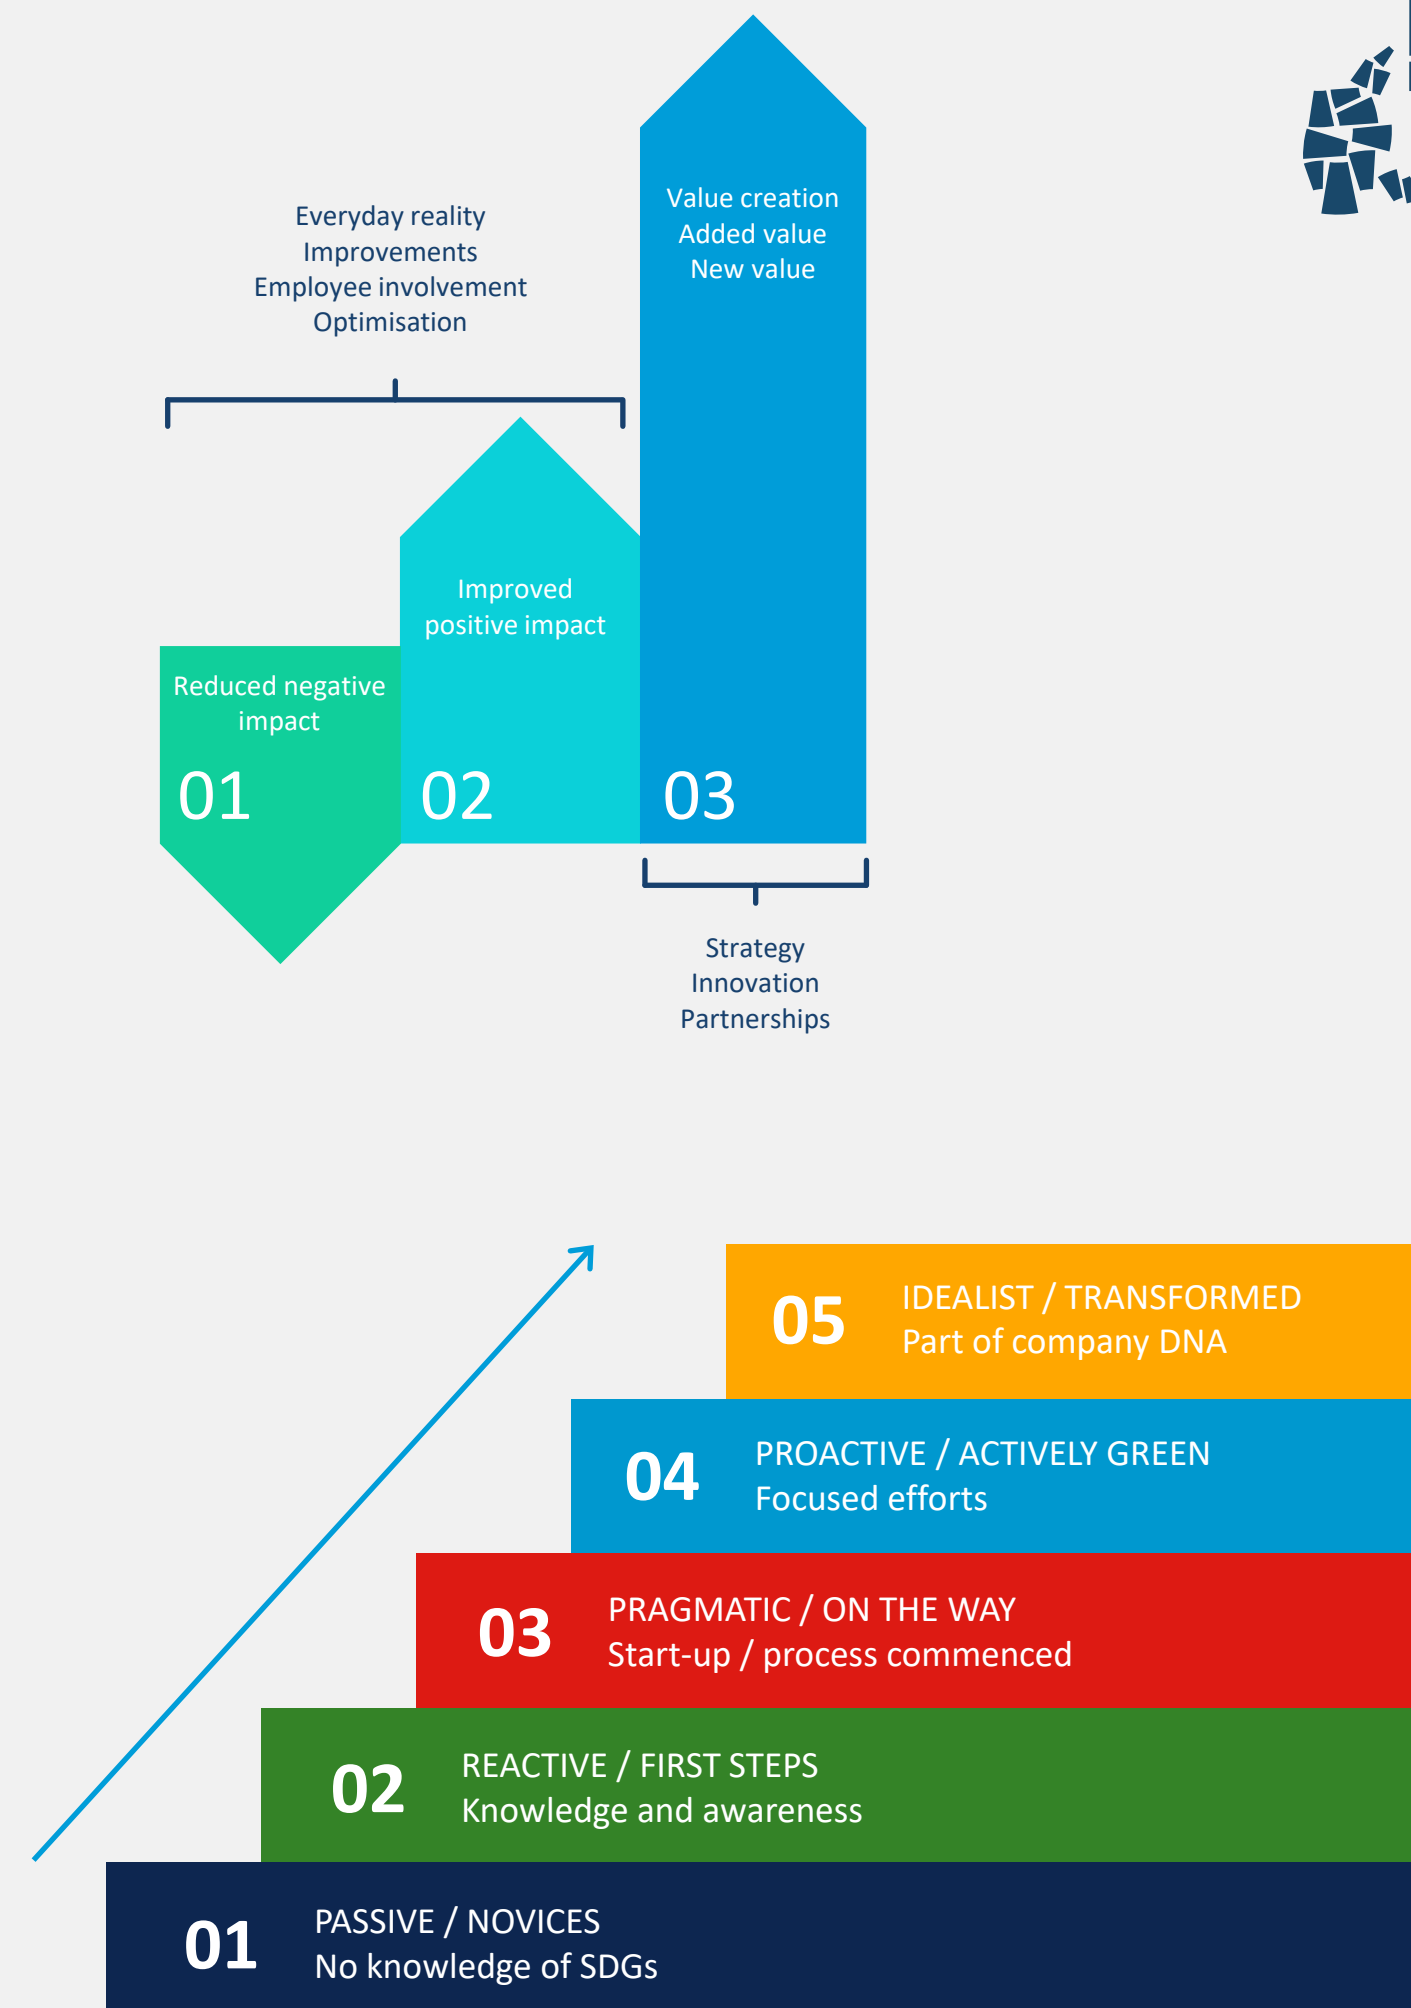 Everyday reality
Improvements
Employee involvement
Optimisation
Value creation
Added value
New value
Improved
positive impact
Reduced negative
impact
01
02
03
Strategy
Innovation
Partnerships
05
IDEALIST / TRANSFORMED
Part of company DNA
04
PROACTIVE / ACTIVELY GREEN
Focused efforts
03
PRAGMATIC / ON THE WAY
Start-up / process commenced
02
REACTIVE / FIRST STEPS
Knowledge and awareness
01
PASSIVE / NOVICES
No knowledge of SDGs